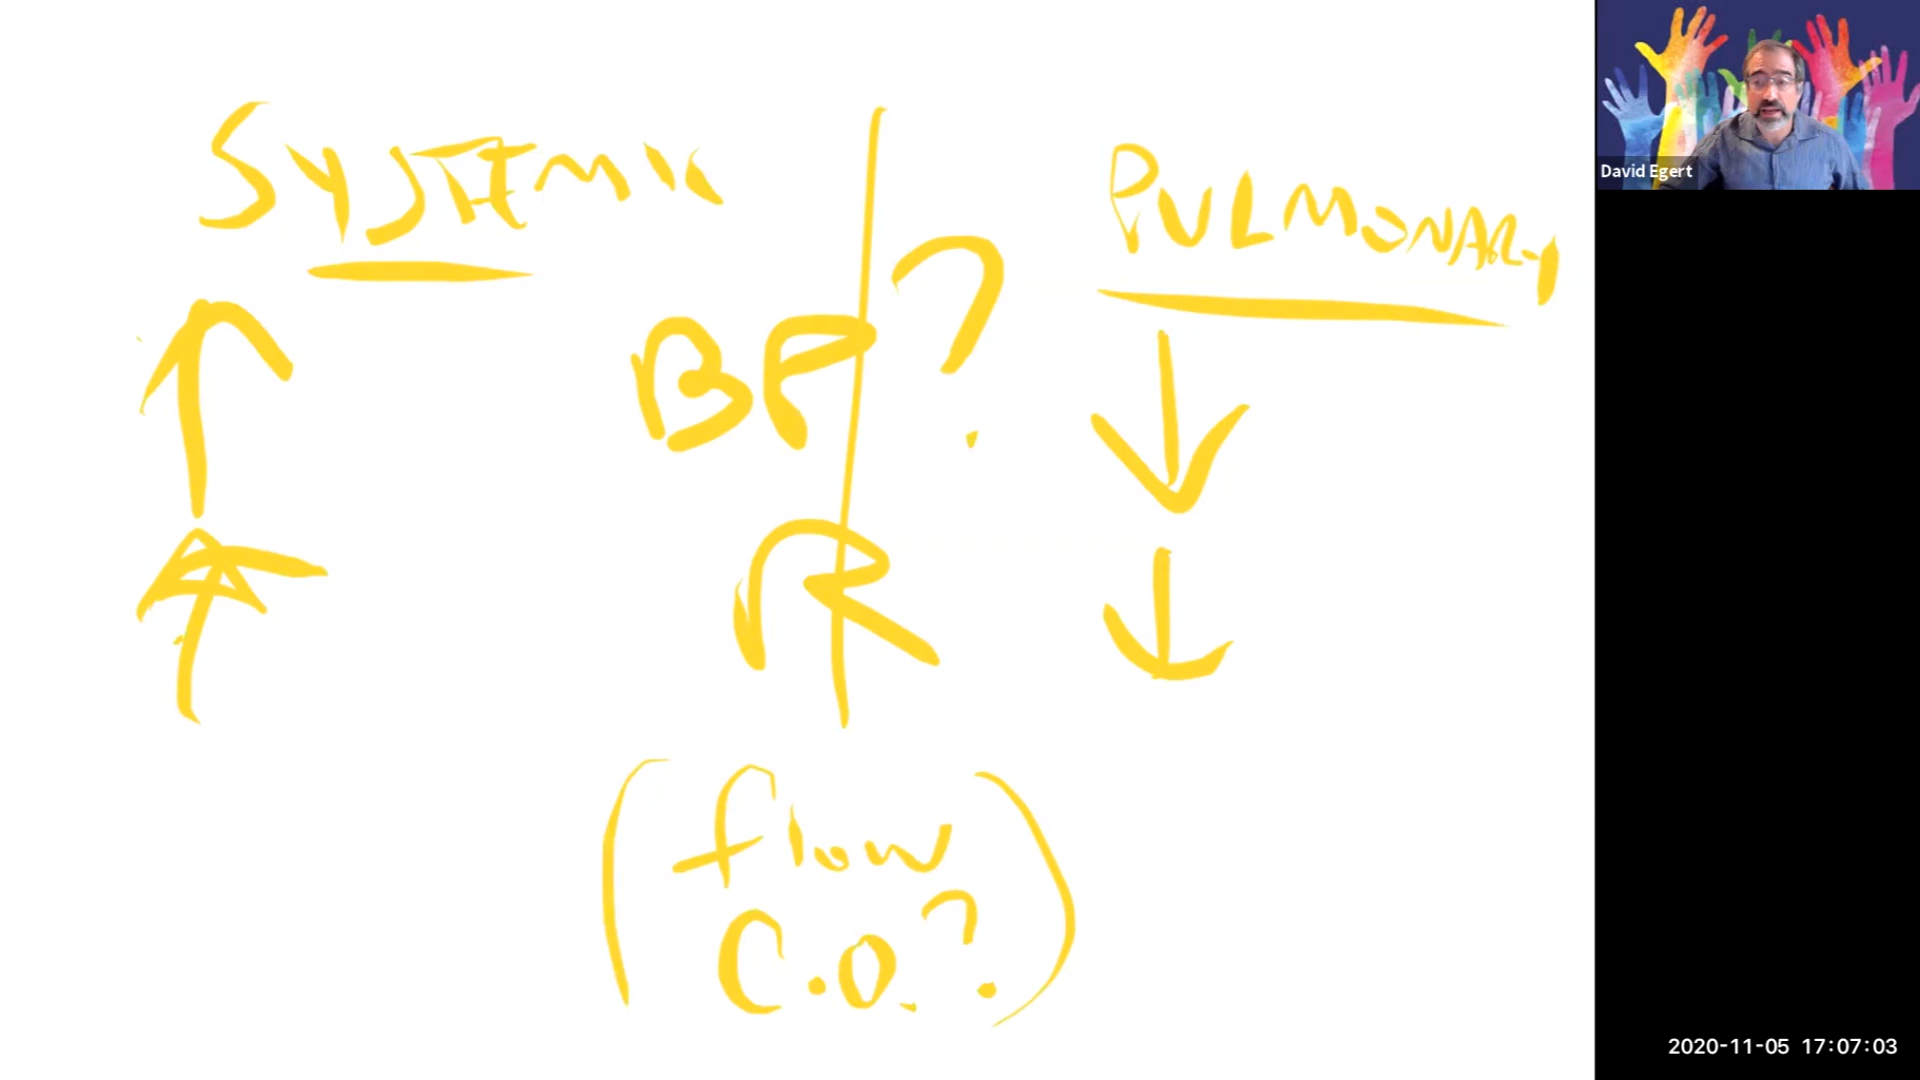 SYSTEMIC PULMONARY
↑ BP? ↓
↑ R ↓
(flow
C.O.?)
David Egert
2020-11-05 17:07:03